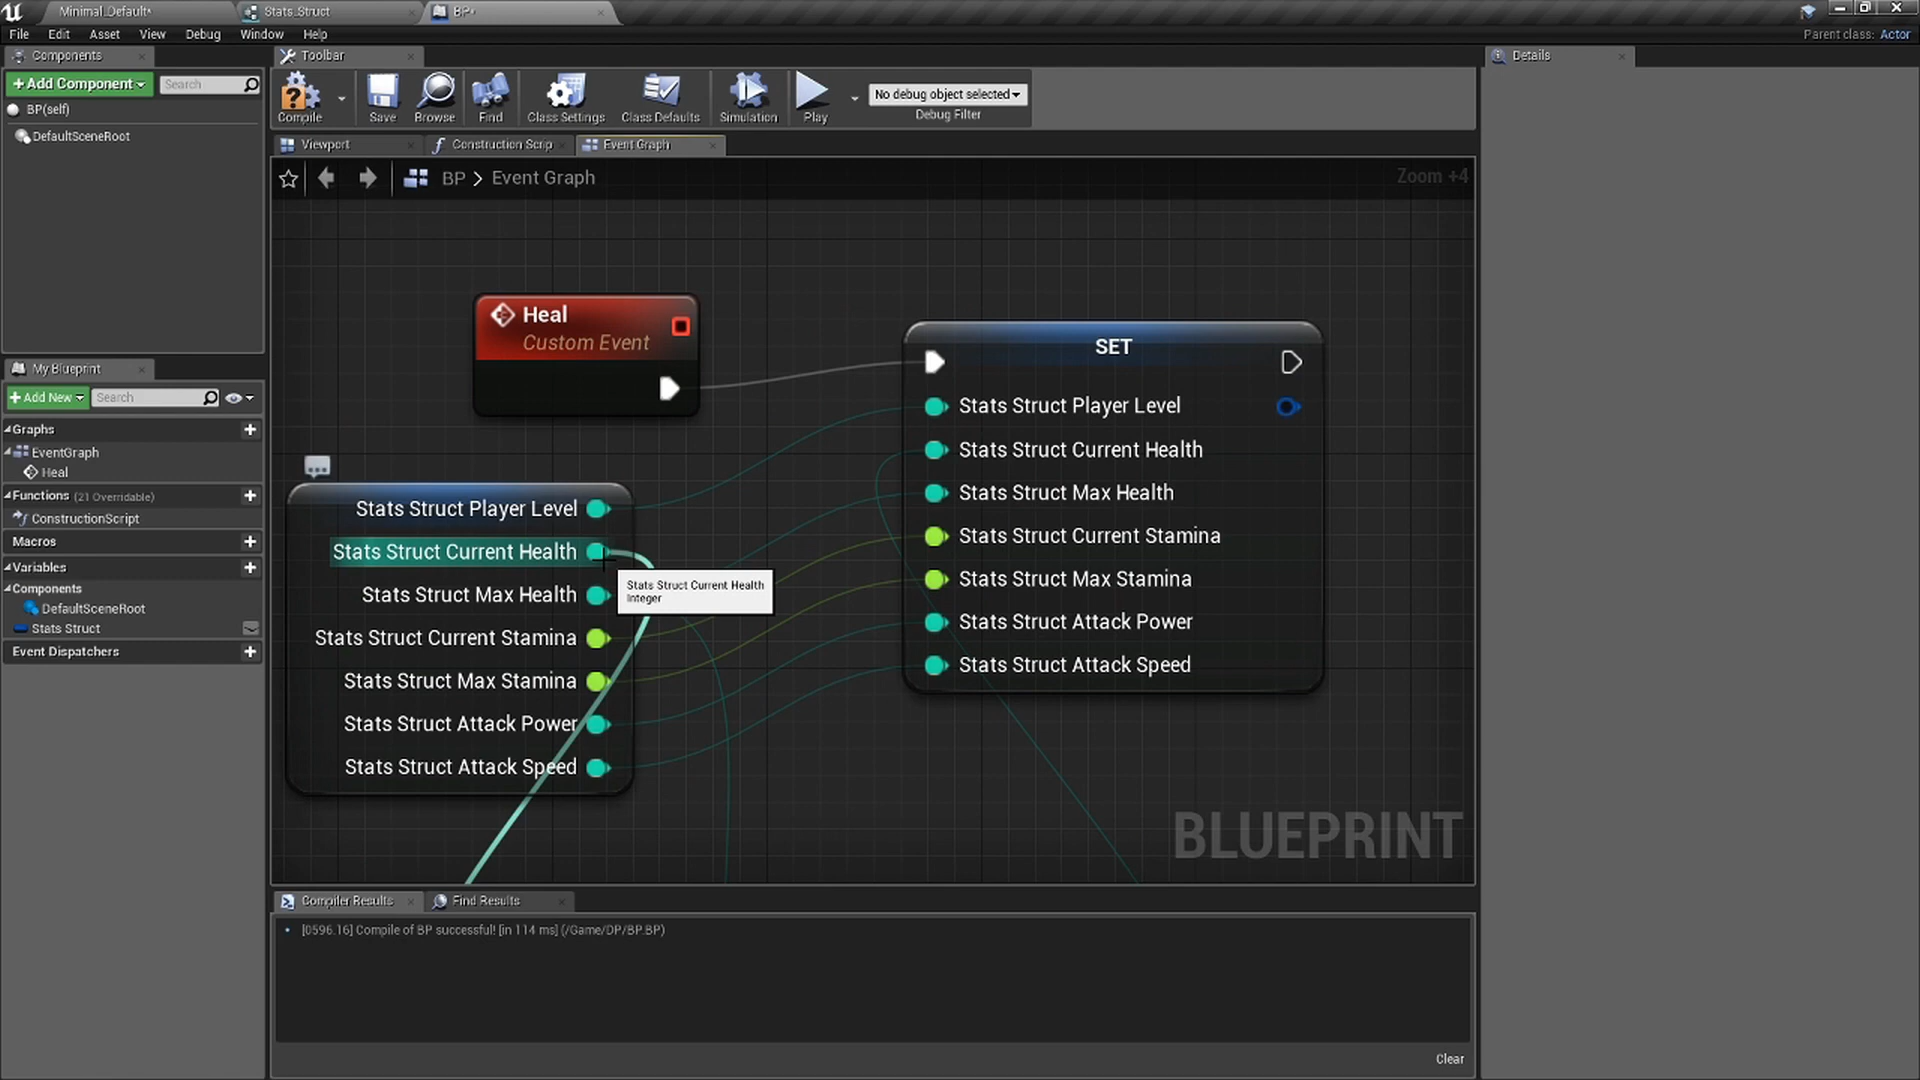 Minimal_Default*
Stats_Struct
BP*
File Edit Asset View Debug Window Help
Parent class: Actor
Components
Toolbar
Details
+Add Component
Search
BP(self)
DefaultSceneRoot
Compile
Save
Browse
Find
Class Settings
Class Defaults
Simulation
Play
No debug object selected
Debug Filter
Viewport
Construction Scrip
Event Graph
BP > Event Graph
Zoom +4
My Blueprint
+Add New
Search
Graphs
EventGraph
Heal
Functions (21 Overridable)
ConstructionScript
Macros
Variables
Components
DefaultSceneRoot
Stats Struct
Event Dispatchers
Heal
Custom Event
SET
Stats Struct Player Level
Stats Struct Current Health
Stats Struct Max Health
Stats Struct Current Stamina
Stats Struct Max Stamina
Stats Struct Attack Power
Stats Struct Attack Speed
Stats Struct Player Level
Stats Struct Current Health
Stats Struct Max Health
Stats Struct Current Stamina
Stats Struct Max Stamina
Stats Struct Attack Power
Stats Struct Attack Speed
Stats Struct Current Health
Integer
BLUEPRINT
Compiler Results
Find Results
[0596.16] Compile of BP successful! [in 114 ms] (/Game/DP/BP.BP)
Clear